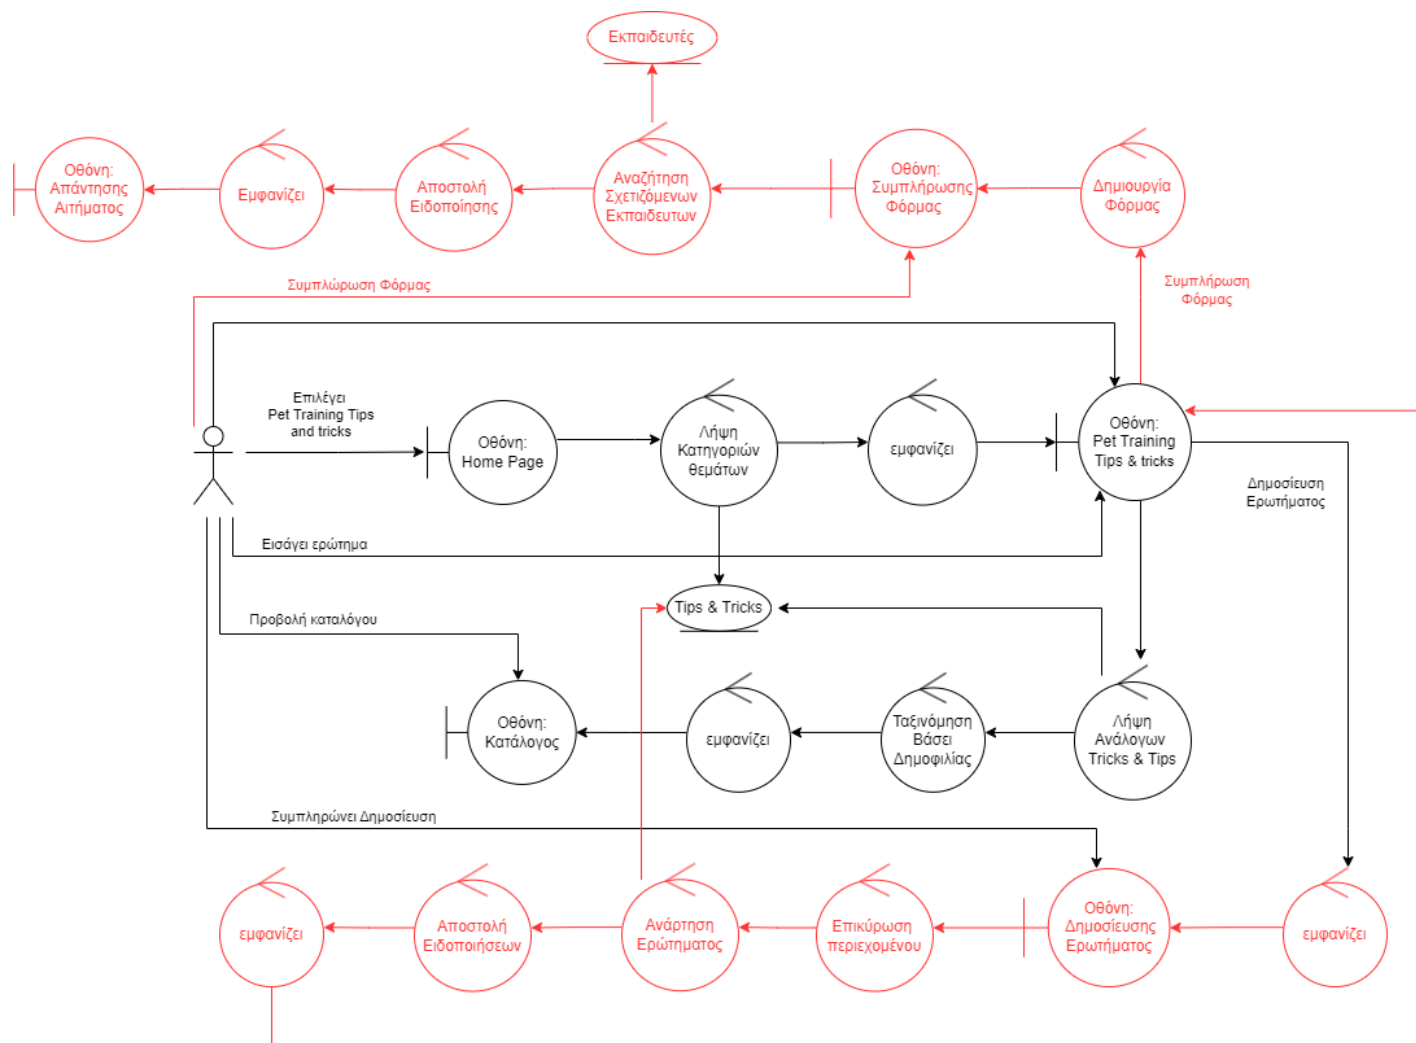 Εκπαιδευτές
Οθόνη:
Απάντησης
Αιτήματος
Εμφανίζει
Αποστολή
Ειδοποίησης
Αναζήτηση
Σχετιζόμενων
Εκπαιδευτων
Οθόνη:
Συμπλήρωσης
Φόρμας
Δημιουργία
Φόρμας
Συμπλώρωση Φόρμας
Συμπλήρωση
Φόρμας
Επιλέγει
Pet Training Tips
and tricks
Οθόνη:
Home Page
Λήψη
Κατηγοριών
θεμάτων
εμφανίζει
Οθόνη:
Pet Training
Tips & tricks
Δημοσίευση
Ερωτήματος
Εισάγει ερώτημα
Tips & Tricks
Προβολή καταλόγου
Οθόνη:
Κατάλογος
εμφανίζει
Ταξινόμηση
Βάσει
Δημοφιλίας
Λήψη
Ανάλογων
Tricks & Tips
Συμπληρώνει Δημοσίευση
εμφανίζει
Αποστολή
Ειδοποιήσεων
Ανάρτηση
Ερώτηματος
Επικύρωση
περιεχομένου
Οθόνη:
Δημοσίευσης
Ερωτήματος
εμφανίζει